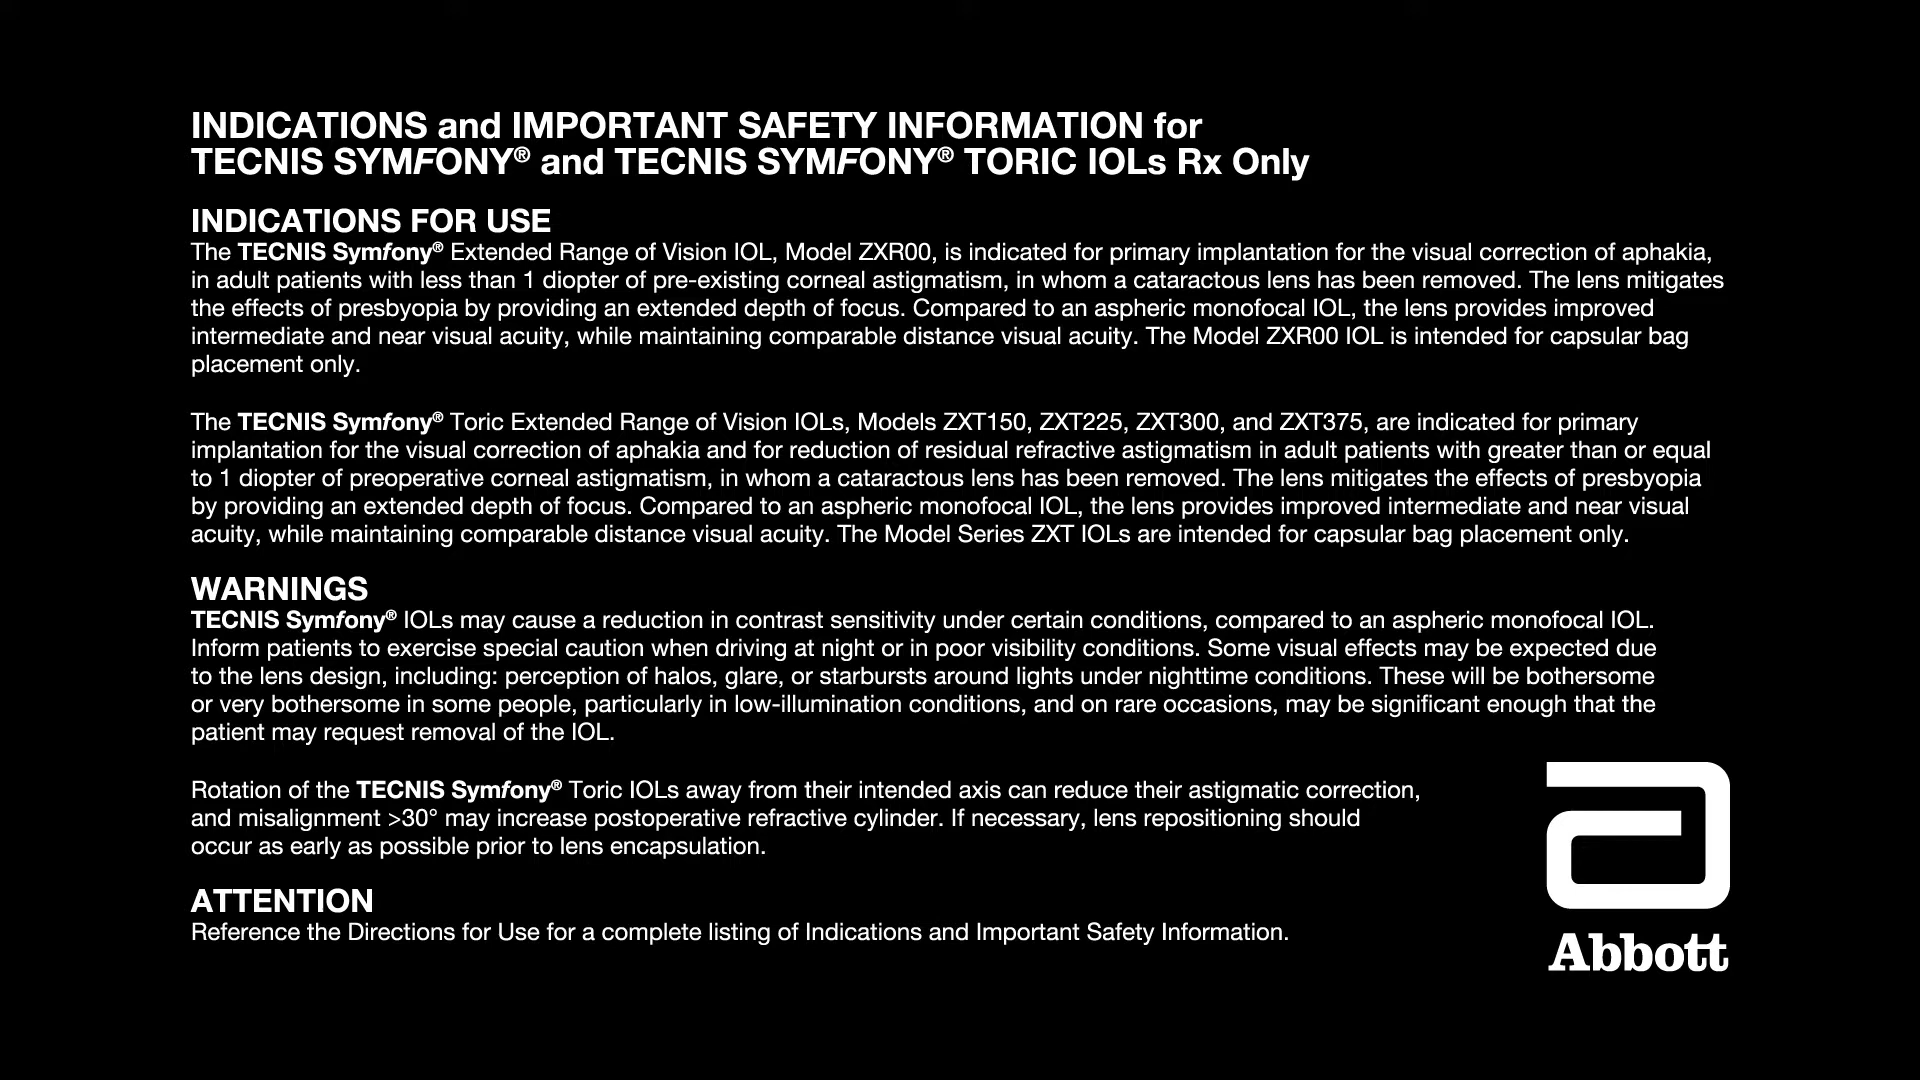 INDICATIONS and IMPORTANT SAFETY INFORMATION for
TECNIS SYMFONY® and TECNIS SYMFONY® TORIC IOLs Rx Only
INDICATIONS FOR USE
The TECNIS Symfony® Extended Range of Vision IOL, Model ZXR00, is indicated for primary implantation for the visual correction of aphakia,
in adult patients with less than 1 diopter of pre-existing corneal astigmatism, in whom a cataractous lens has been removed. The lens mitigates
the effects of presbyopia by providing an extended depth of focus. Compared to an aspheric monofocal IOL, the lens provides improved
intermediate and near visual acuity, while maintaining comparable distance visual acuity. The Model ZXR00 IOL is intended for capsular bag
placement only.
The TECNIS Symfony® Toric Extended Range of Vision IOLs, Models ZXT150, ZXT225, ZXT300, and ZXT375, are indicated for primary
implantation for the visual correction of aphakia and for reduction of residual refractive astigmatism in adult patients with greater than or equal
to 1 diopter of preoperative corneal astigmatism, in whom a cataractous lens has been removed. The lens mitigates the effects of presbyopia
by providing an extended depth of focus. Compared to an aspheric monofocal IOL, the lens provides improved intermediate and near visual
acuity, while maintaining comparable distance visual acuity. The Model Series ZXT IOLs are intended for capsular bag placement only.
WARNINGS
TECNIS Symfony® IOLs may cause a reduction in contrast sensitivity under certain conditions, compared to an aspheric monofocal IOL.
Inform patients to exercise special caution when driving at night or in poor visibility conditions. Some visual effects may be expected due
to the lens design, including: perception of halos, glare, or starbursts around lights under nighttime conditions. These will be bothersome
or very bothersome in some people, particularly in low-illumination conditions, and on rare occasions, may be significant enough that the
patient may request removal of the IOL.
Rotation of the TECNIS Symfony® Toric IOLs away from their intended axis can reduce their astigmatic correction,
and misalignment >30° may increase postoperative refractive cylinder. If necessary, lens repositioning should
occur as early as possible prior to lens encapsulation.
ATTENTION
Reference the Directions for Use for a complete listing of Indications and Important Safety Information.
Abbott